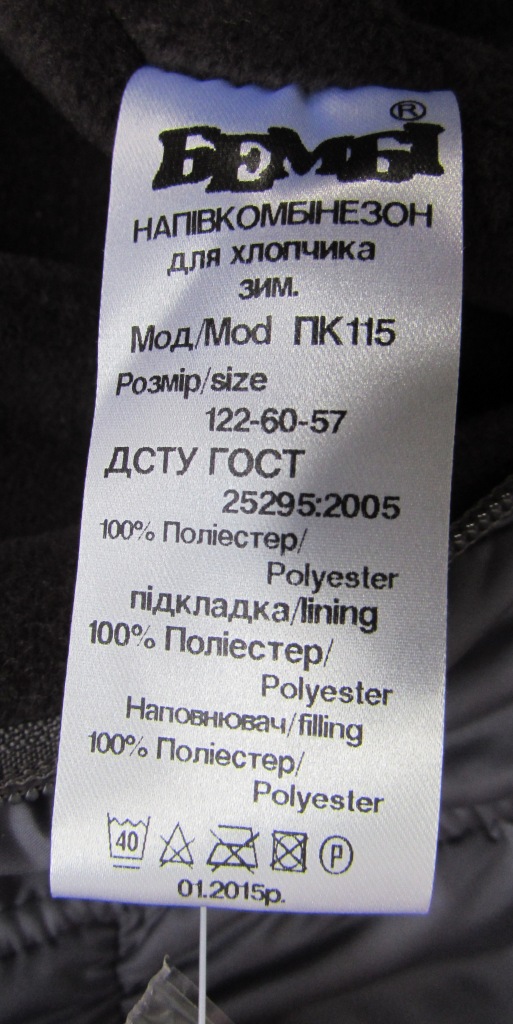 ®
БЕМБІ
НАПІВКОМБІНЕЗОН
для хлопчика
зим.
Мод/Mod ПК115
Розмір/size
122-60-57
ДСТУ ГОСТ
25295:2005
100% Поліестер/
Polyester
підкладка/lining
100% Поліестер/
Polyester
Наповнювач/filling
100% Поліестер/
Polyester
40 P
01.2015р.